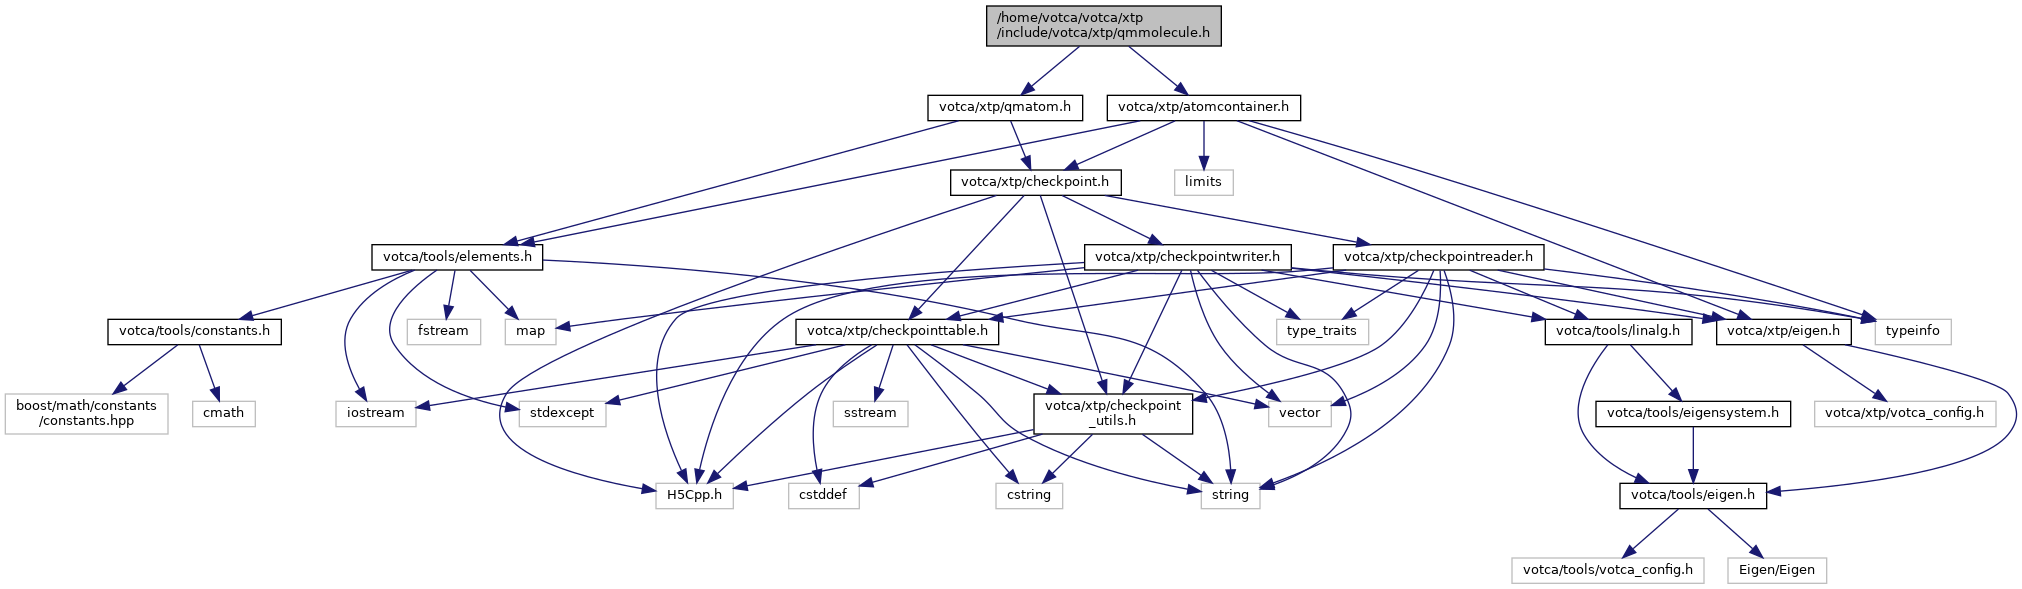 /home/votca/votca/xtp
/include/votca/xtp/qmmolecule.h
votca/xtp/qmatom.h
votca/xtp/atomcontainer.h
votca/xtp/checkpoint.h
limits
votca/tools/elements.h
votca/xtp/checkpointwriter.h
votca/xtp/checkpointreader.h
votca/tools/constants.h
fstream
map
votca/xtp/checkpointtable.h
type_traits
votca/tools/linalg.h
votca/xtp/eigen.h
typeinfo
boost/math/constants
/constants.hpp
cmath
iostream
stdexcept
sstream
votca/xtp/checkpoint
_utils.h
vector
votca/tools/eigensystem.h
votca/xtp/votca_config.h
H5Cpp.h
cstddef
cstring
string
votca/tools/eigen.h
votca/tools/votca_config.h
Eigen/Eigen